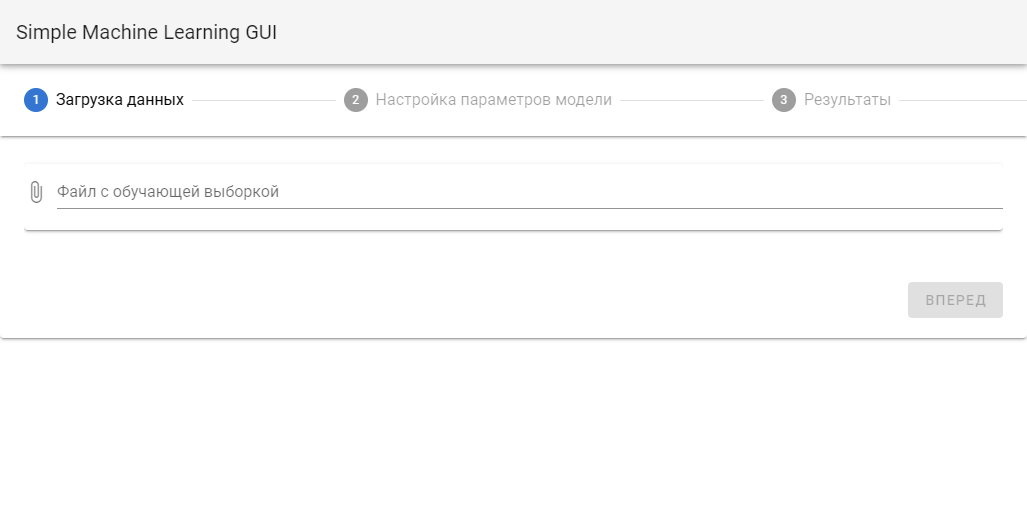 Simple Machine Learning GUI
1 Загрузка данных 2 Настройка параметров модели 3 Результаты
Файл с обучающей выборкой
ВПЕРЕД